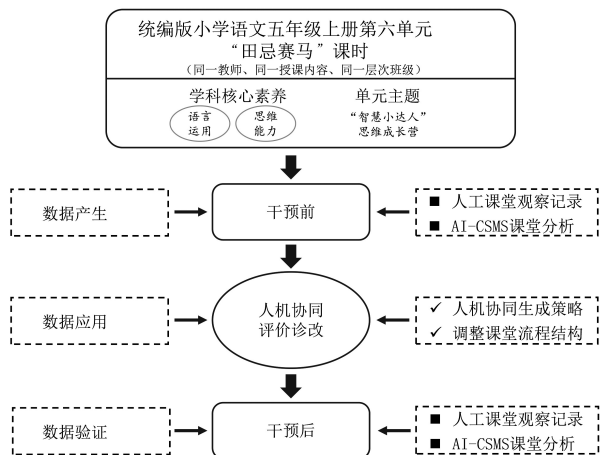 统编版小学语文五年级上册第六单元
“田忌赛马”课时
（同一教师、同一授课内容、同一层次班级）
学科核心素养
单元主题
语言
运用
思维
能力
“智慧小达人”
思维成长营
数据产生
干预前
■ 人工课堂观察记录
■ AI-CSMS课堂分析
数据应用
人机协同
评价诊改
✓ 人机协同生成策略
✓ 调整课堂流程结构
数据验证
干预后
■ 人工课堂观察记录
■ AI-CSMS课堂分析